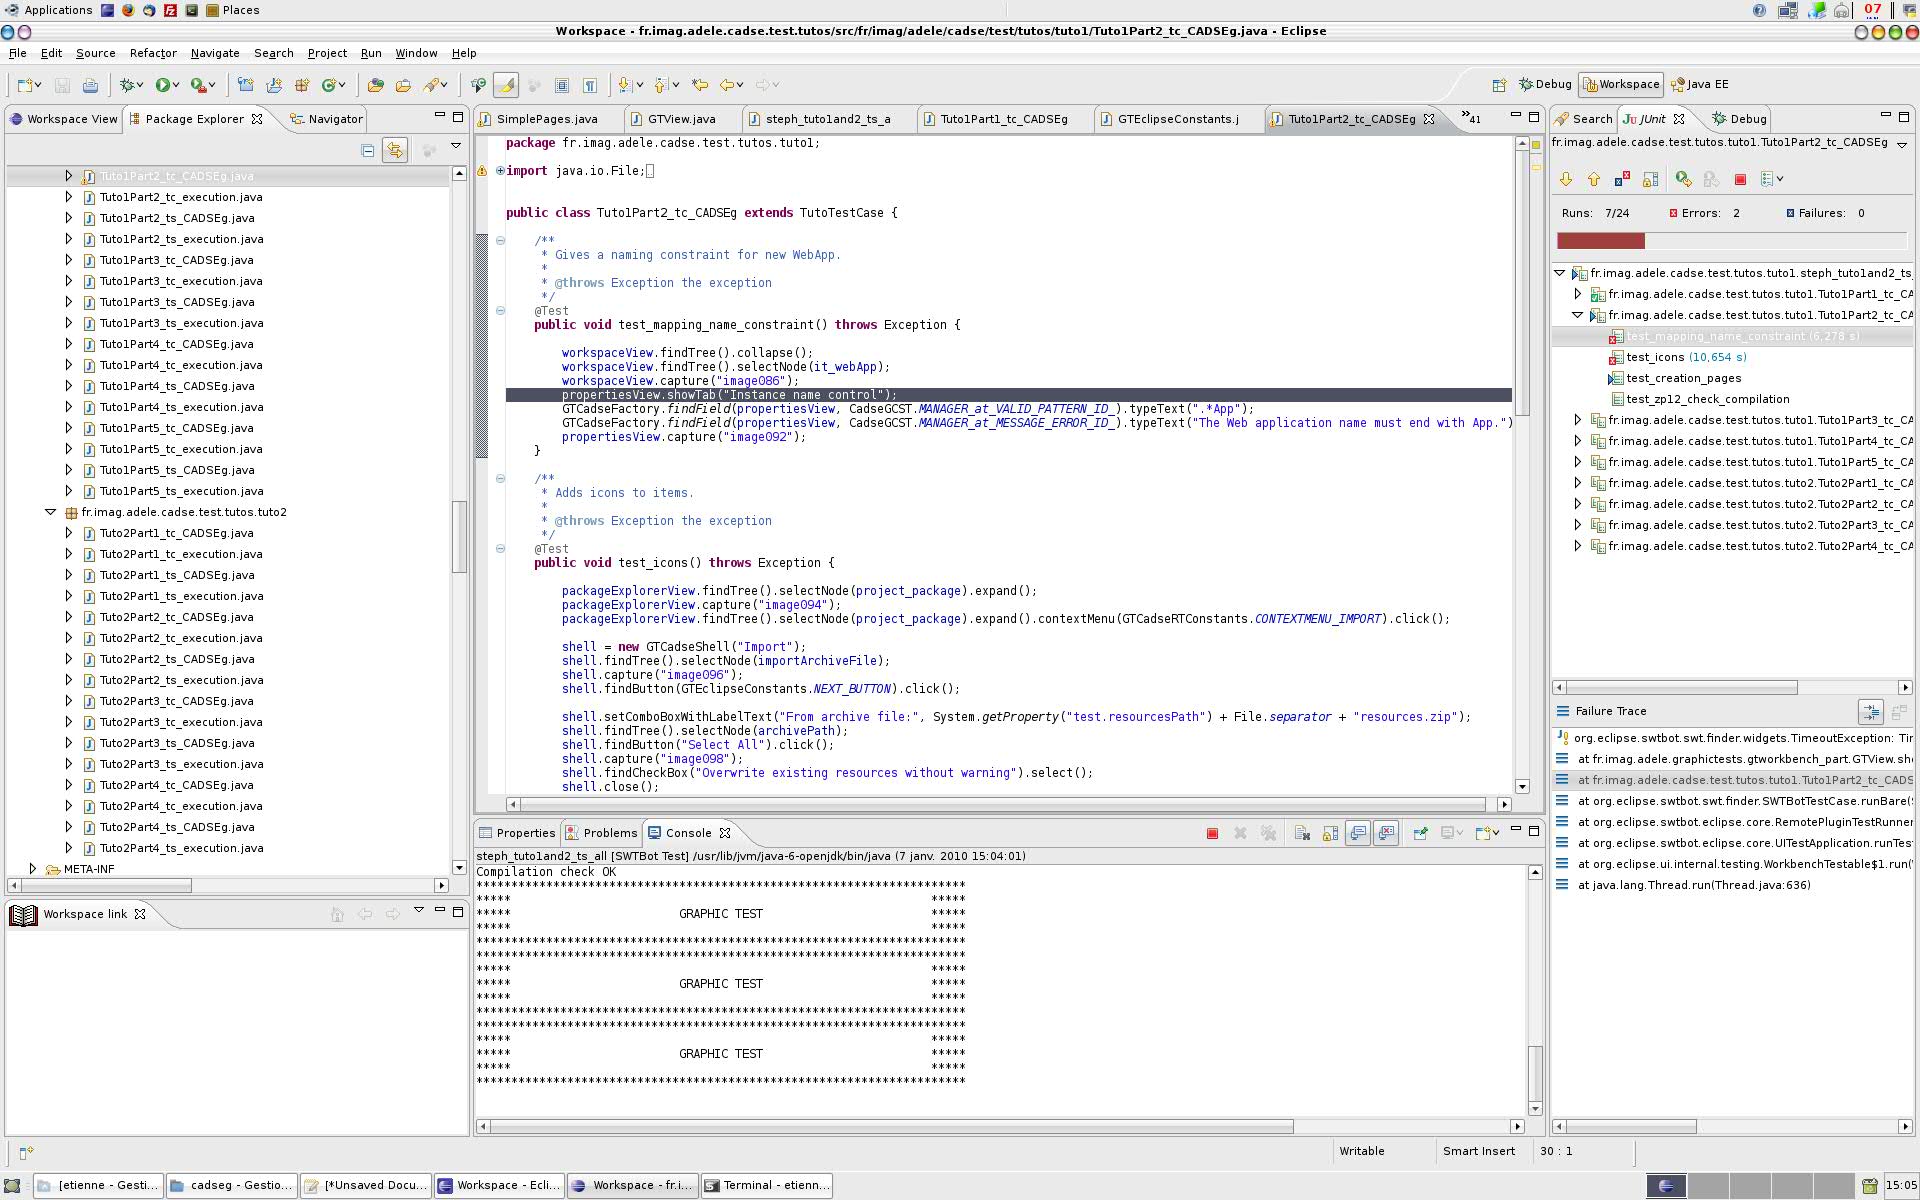 Applications
Places
07
Workspace - fr.imag.adele.cadse.test.tutos/src/fr/imag/adele/cadse/test/tutos/tuto1/Tuto1Part2_tc_CADSEg.java - Eclipse
File Edit Source Refactor Navigate Search Project Run Window Help
Debug Workspace Java EE
Workspace View Package Explorer Navigator
Tuto1Part2_tc_CADSEg.java
Tuto1Part2_tc_execution.java
Tuto1Part2_ts_CADSEg.java
Tuto1Part2_ts_execution.java
Tuto1Part3_tc_CADSEg.java
Tuto1Part3_tc_execution.java
Tuto1Part3_ts_CADSEg.java
Tuto1Part3_ts_execution.java
Tuto1Part4_tc_CADSEg.java
Tuto1Part4_tc_execution.java
Tuto1Part4_ts_CADSEg.java
Tuto1Part4_ts_execution.java
Tuto1Part5_tc_CADSEg.java
Tuto1Part5_tc_execution.java
Tuto1Part5_ts_CADSEg.java
Tuto1Part5_ts_execution.java
fr.imag.adele.cadse.test.tutos.tuto2
Tuto2Part1_tc_CADSEg.java
Tuto2Part1_tc_execution.java
Tuto2Part1_ts_CADSEg.java
Tuto2Part1_ts_execution.java
Tuto2Part2_tc_CADSEg.java
Tuto2Part2_tc_execution.java
Tuto2Part2_ts_CADSEg.java
Tuto2Part2_ts_execution.java
Tuto2Part3_tc_CADSEg.java
Tuto2Part3_tc_execution.java
Tuto2Part3_ts_CADSEg.java
Tuto2Part3_ts_execution.java
Tuto2Part4_tc_CADSEg.java
Tuto2Part4_tc_execution.java
Tuto2Part4_ts_CADSEg.java
Tuto2Part4_ts_execution.java
META-INF
Workspace link
SimplePages.java GTView.java steph_tuto1and2_ts_a Tuto1Part1_tc_CADSEg GTEclipseConstants.j Tuto1Part2_tc_CADSEg »41
package fr.imag.adele.cadse.test.tutos.tuto1;
import java.io.File;
public class Tuto1Part2_tc_CADSEg extends TutoTestCase {
/**
* Gives a naming constraint for new WebApp.
*
* @throws Exception the exception
*/
@Test
public void test_mapping_name_constraint() throws Exception {
workspaceView.findTree().collapse();
workspaceView.findTree().selectNode(it_webApp);
workspaceView.capture("image086");
propertiesView.showTab("Instance name control");
GTCadseFactory.findField(propertiesView, CadseGCST.MANAGER_at_VALID_PATTERN_ID_).typeText(".*App");
GTCadseFactory.findField(propertiesView, CadseGCST.MANAGER_at_MESSAGE_ERROR_ID_).typeText("The Web application name must end with App.")
propertiesView.capture("image092");
}
/**
* Adds icons to items.
*
* @throws Exception the exception
*/
@Test
public void test_icons() throws Exception {
packageExplorerView.findTree().selectNode(project_package).expand();
packageExplorerView.capture("image094");
packageExplorerView.findTree().selectNode(project_package).expand().contextMenu(GTCadseRTConstants.CONTEXTMENU_IMPORT).click();
shell = new GTCadseShell("Import");
shell.findTree().selectNode(importArchiveFile);
shell.capture("image096");
shell.findButton(GTEclipseConstants.NEXT_BUTTON).click();
shell.setComboBoxWithLabelText("From archive file:", System.getProperty("test.resourcesPath") + File.separator + "resources.zip");
shell.findTree().selectNode(archivePath);
shell.findButton("Select All").click();
shell.capture("image098");
shell.findCheckBox("Overwrite existing resources without warning").select();
shell.close();
Properties Problems Console
steph_tuto1and2_ts_all [SWTBot Test] /usr/lib/jvm/java-6-openjdk/bin/java (7 janv. 2010 15:04:01)
Compilation check OK
**********************************************************************
***** *****
***** GRAPHIC TEST *****
***** *****
**********************************************************************
**********************************************************************
***** *****
***** GRAPHIC TEST *****
***** *****
**********************************************************************
**********************************************************************
***** *****
***** GRAPHIC TEST *****
***** *****
**********************************************************************
Search JUnit Debug
fr.imag.adele.cadse.test.tutos.tuto1.Tuto1Part2_tc_CADSEg
Runs: 7/24 Errors: 2 Failures: 0
fr.imag.adele.cadse.test.tutos.tuto1.steph_tuto1and2_ts_
fr.imag.adele.cadse.test.tutos.tuto1.Tuto1Part1_tc_CA
fr.imag.adele.cadse.test.tutos.tuto1.Tuto1Part2_tc_CA
test_mapping_name_constraint (6,278 s)
test_icons (10,654 s)
test_creation_pages
test_zp12_check_compilation
fr.imag.adele.cadse.test.tutos.tuto1.Tuto1Part3_tc_CA
fr.imag.adele.cadse.test.tutos.tuto1.Tuto1Part4_tc_CA
fr.imag.adele.cadse.test.tutos.tuto1.Tuto1Part5_tc_CA
fr.imag.adele.cadse.test.tutos.tuto2.Tuto2Part1_tc_CA
fr.imag.adele.cadse.test.tutos.tuto2.Tuto2Part2_tc_CA
fr.imag.adele.cadse.test.tutos.tuto2.Tuto2Part3_tc_CA
fr.imag.adele.cadse.test.tutos.tuto2.Tuto2Part4_tc_CA
Failure Trace
org.eclipse.swtbot.swt.finder.widgets.TimeoutException: Tir
at fr.imag.adele.graphictests.gtworkbench_part.GTView.sh
at fr.imag.adele.cadse.test.tutos.tuto1.Tuto1Part2_tc_CADS
at org.eclipse.swtbot.swt.finder.SWTBotTestCase.runBare(
at org.eclipse.swtbot.eclipse.core.RemotePluginTestRunner
at org.eclipse.swtbot.eclipse.core.UITestApplication.runTes
at org.eclipse.ui.internal.testing.WorkbenchTestable$1.run(
at java.lang.Thread.run(Thread.java:636)
Writable Smart Insert 30 : 1
[etienne - Gesti... cadseg - Gestio... [*Unsaved Docu... Workspace - Ecli... Workspace - fr.i... Terminal - etienn... 15:05